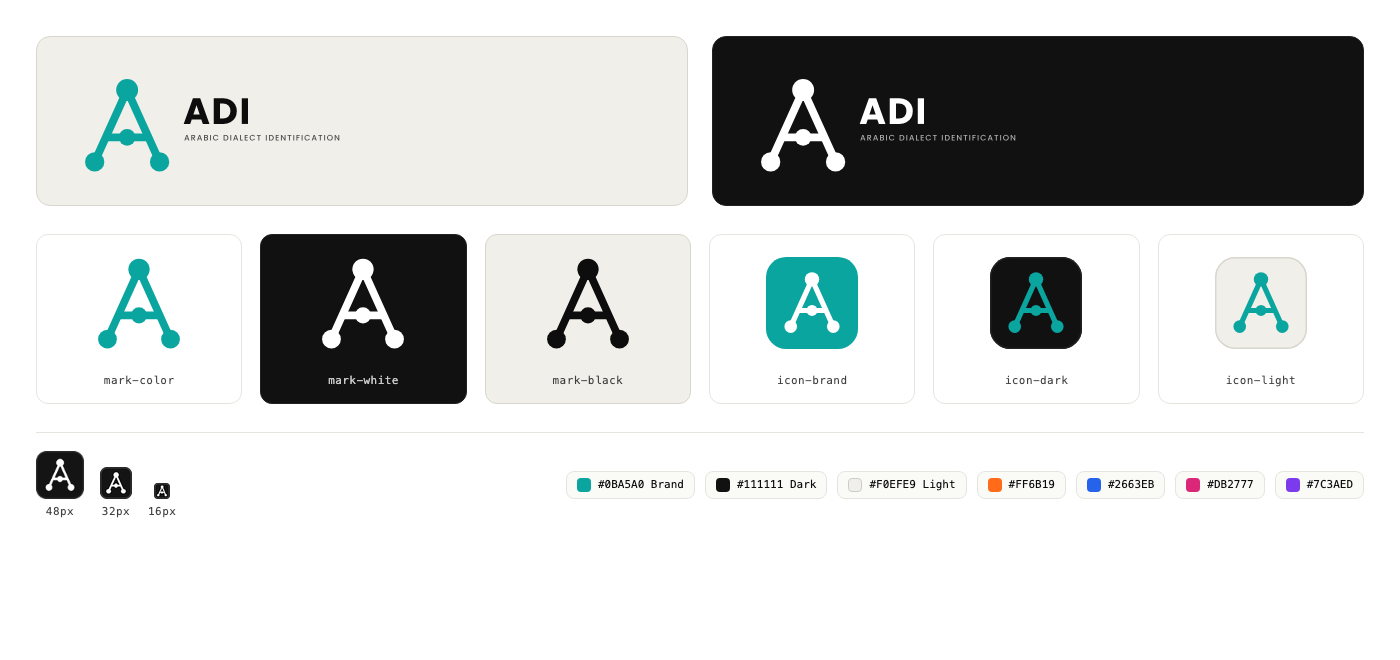 ADI
ARABIC DIALECT IDENTIFICATION
ADI
ARABIC DIALECT IDENTIFICATION
mark-color
mark-white
mark-black
icon-brand
icon-dark
icon-light
48px
32px
16px
#0BA5A0 Brand
#111111 Dark
#F0EFE9 Light
#FF6B19
#2663EB
#DB2777
#7C3AED